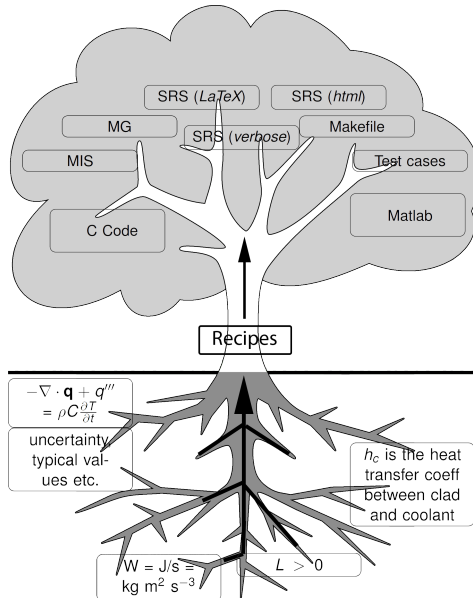 SRS (LaTeX)
SRS (html)
MG
SRS (verbose)
Makefile
MIS
Test cases
C Code
Matlab
Recipes
−∇ · q + q′′′
= ρC ∂T/∂t
uncertainty,
typical val-
ues etc.
h_c is the heat
transfer coeff
between clad
and coolant
W = J/s =
kg m² s⁻³
L > 0